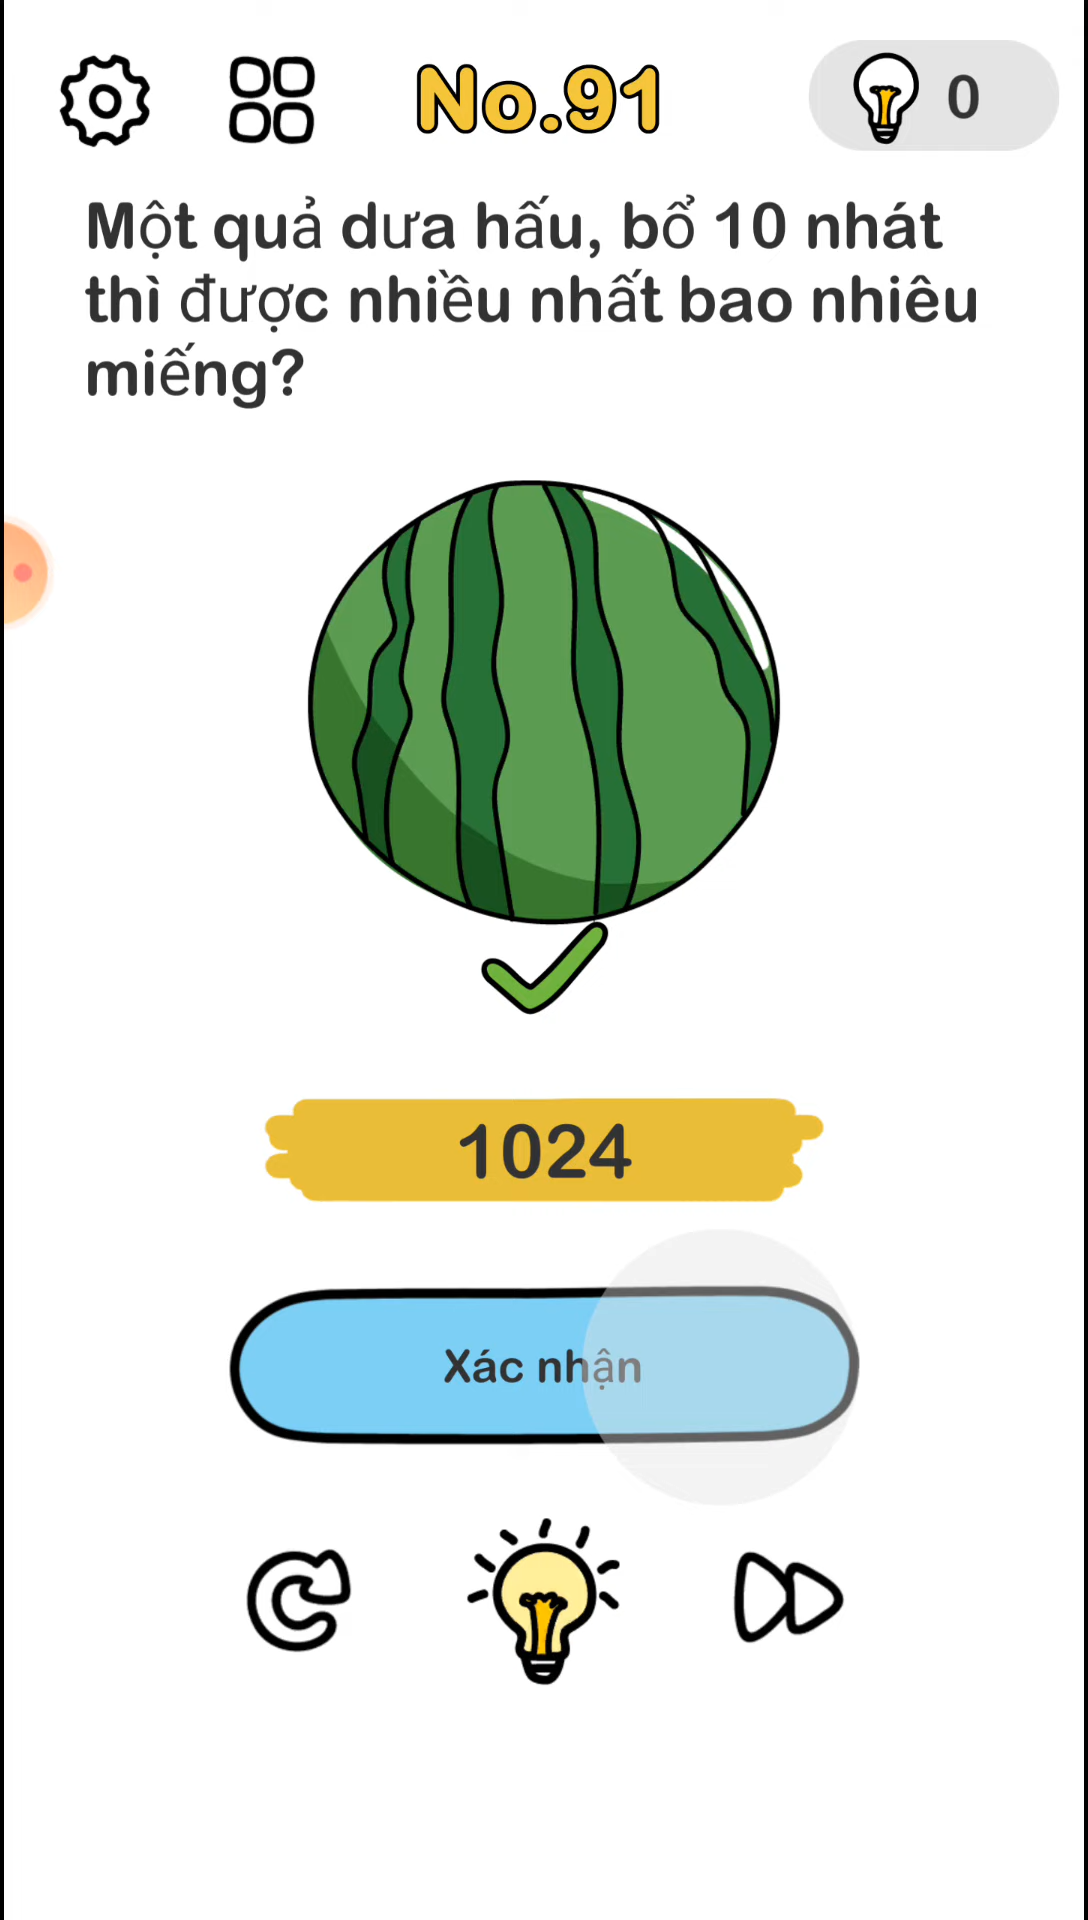 No.91
0
Một quả dưa hấu, bổ 10 nhát
thì được nhiều nhất bao nhiêu
miếng?
1024
Xác nhận